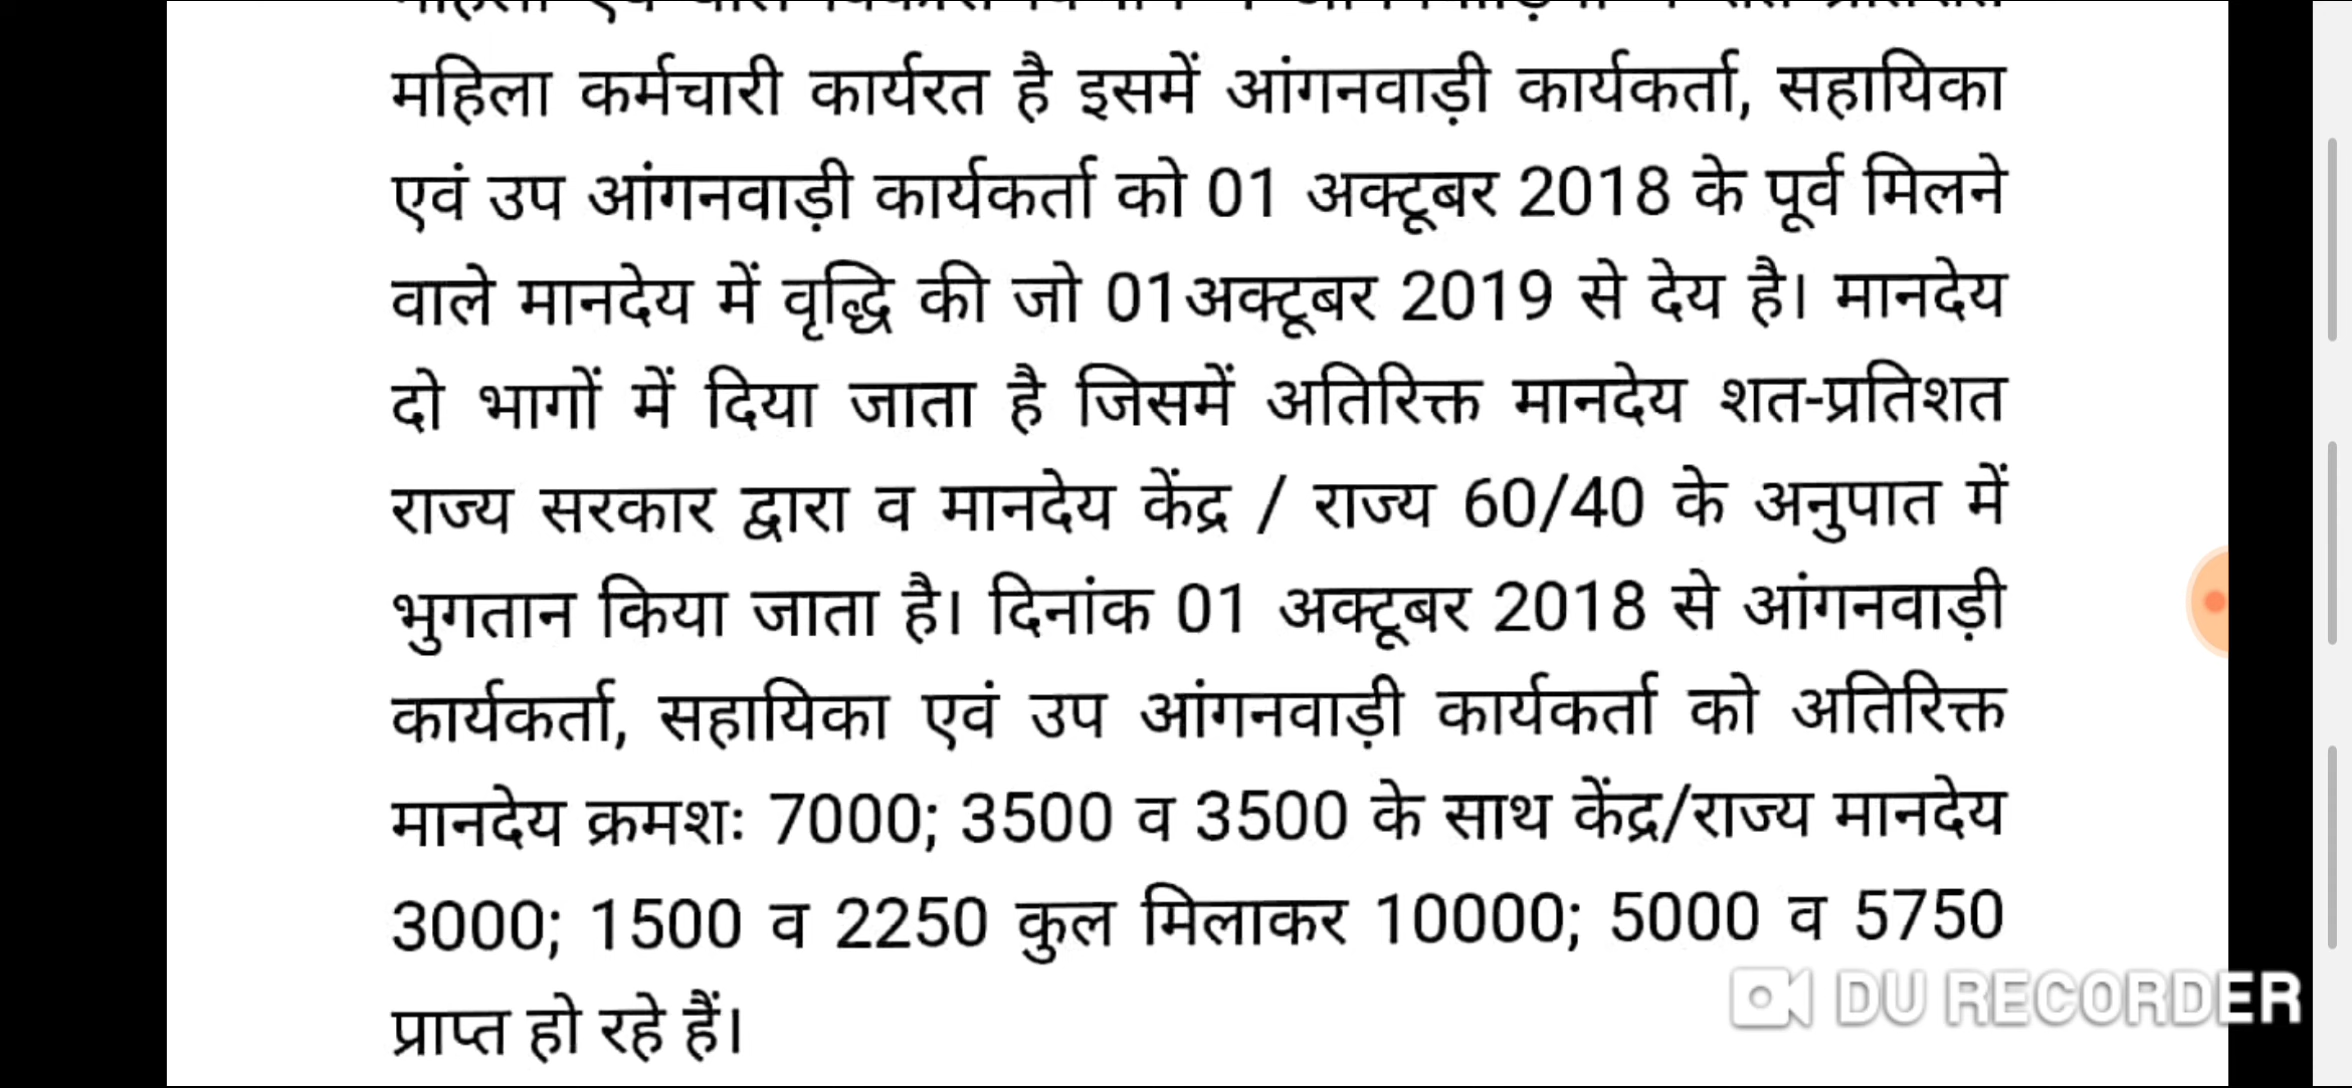 महिला कर्मचारी कार्यरत है इसमें आंगनवाड़ी कार्यकर्ता, सहायिका
एवं उप आंगनवाड़ी कार्यकर्ता को 01 अक्टूबर 2018 के पूर्व मिलने
वाले मानदेय में वृद्धि की जो 01अक्टूबर 2019 से देय है। मानदेय
दो भागों में दिया जाता है जिसमें अतिरिक्त मानदेय शत-प्रतिशत
राज्य सरकार द्वारा व मानदेय केंद्र / राज्य 60/40 के अनुपात में
भुगतान किया जाता है। दिनांक 01 अक्टूबर 2018 से आंगनवाड़ी
कार्यकर्ता, सहायिका एवं उप आंगनवाड़ी कार्यकर्ता को अतिरिक्त
मानदेय क्रमशः 7000; 3500 व 3500 के साथ केंद्र/राज्य मानदेय
3000; 1500 व 2250 कुल मिलाकर 10000; 5000 व 5750
प्राप्त हो रहे हैं।
DU RECORDER